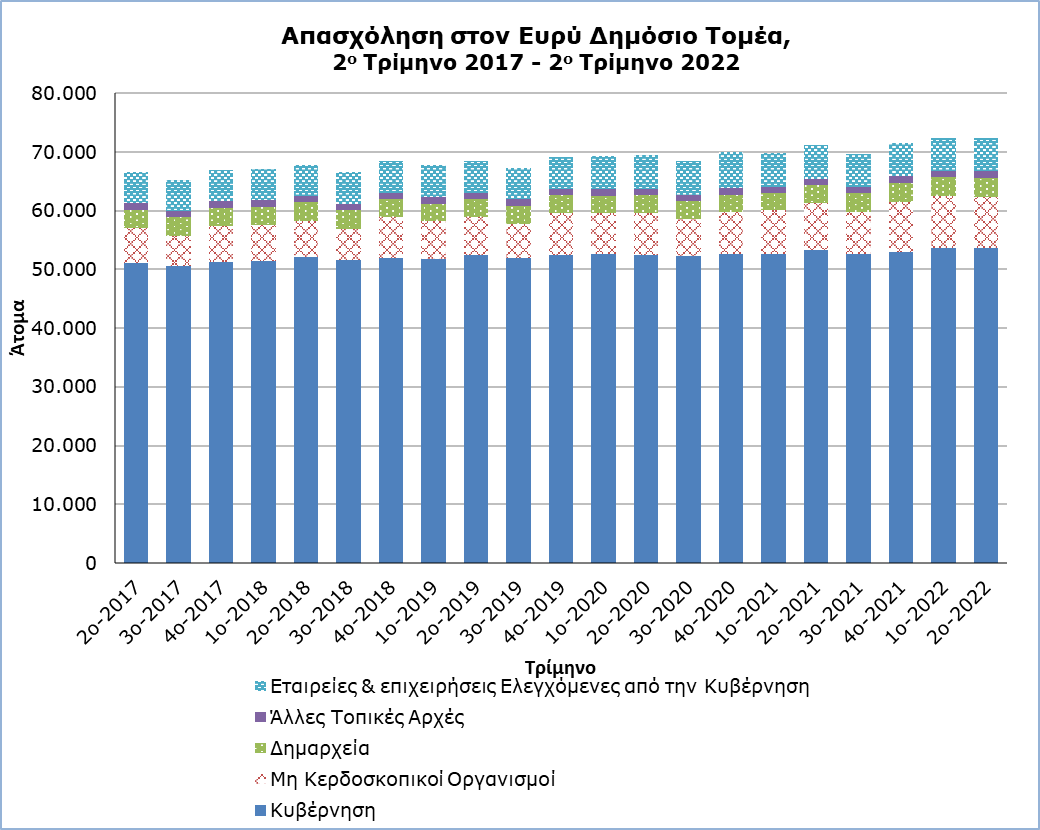 Απασχόληση στον Ευρύ Δημόσιο Τομέα,
2ο Τρίμηνο 2017 - 2ο Τρίμηνο 2022
80.000
70.000
60.000
50.000
40.000
30.000
20.000
10.000
0
Άτομα
2ο-2017
3ο-2017
4ο-2017
1ο-2018
2ο-2018
3ο-2018
4ο-2018
1ο-2019
2ο-2019
3ο-2019
4ο-2019
1ο-2020
2ο-2020
3ο-2020
4ο-2020
1ο-2021
2ο-2021
3ο-2021
4ο-2021
1ο-2022
2ο-2022
Τρίμηνο
Εταιρείες & επιχειρήσεις Ελεγχόμενες από την Κυβέρνηση
Άλλες Τοπικές Αρχές
Δημαρχεία
Μη Κερδοσκοπικοί Οργανισμοί
Κυβέρνηση